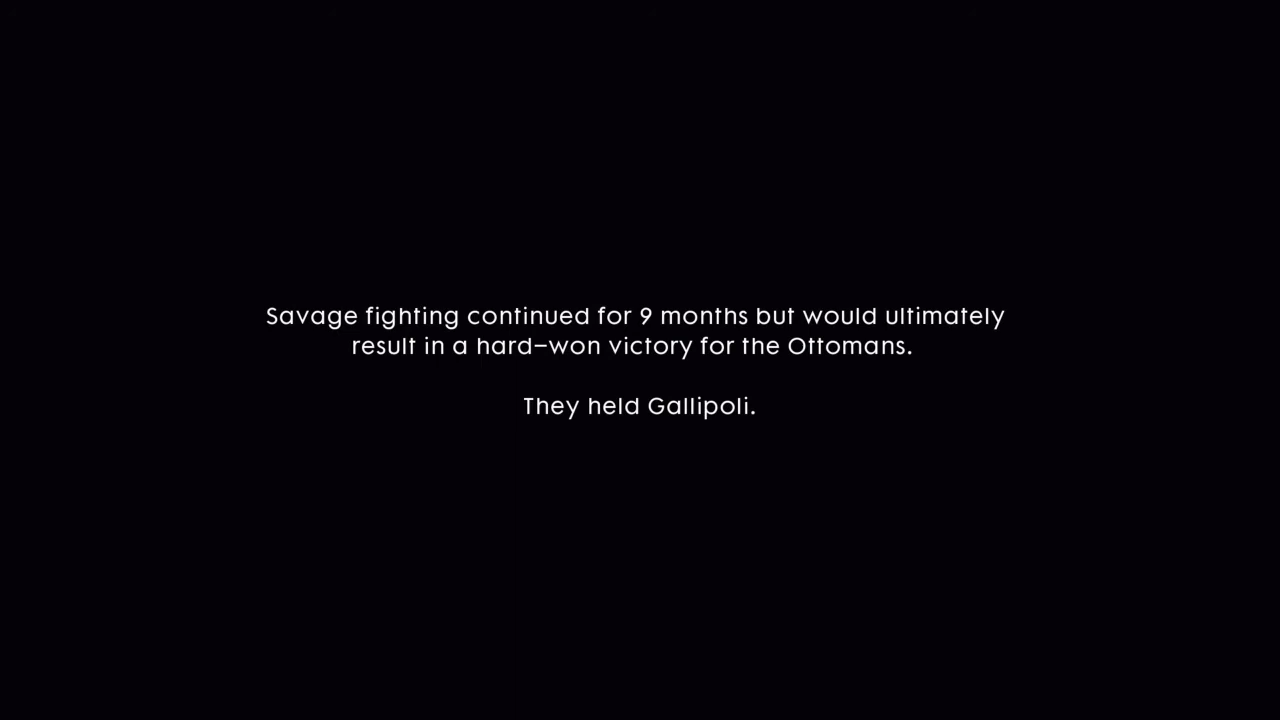 Savage fighting continued for 9 months but would ultimately
result in a hard–won victory for the Ottomans.
They held Gallipoli.